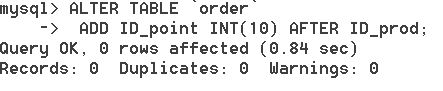 mysql> ALTER TABLE `order`
    -> ADD ID_point INT(10) AFTER ID_prod;
Query OK, 0 rows affected (0.84 sec)
Records: 0  Duplicates: 0  Warnings: 0